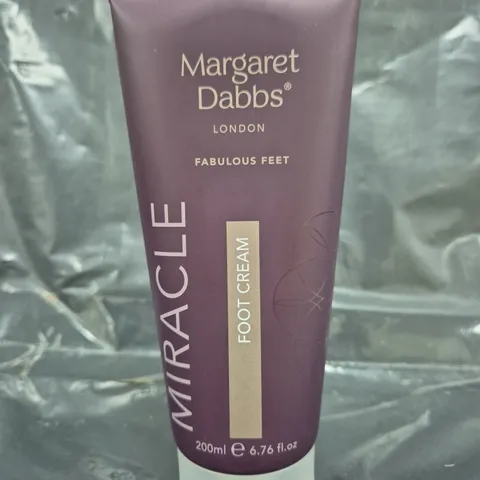 Margaret
Dabbs®
LONDON
FABULOUS FEET
MIRACLE
FOOT CREAM
200ml e 6.76 fl.oz